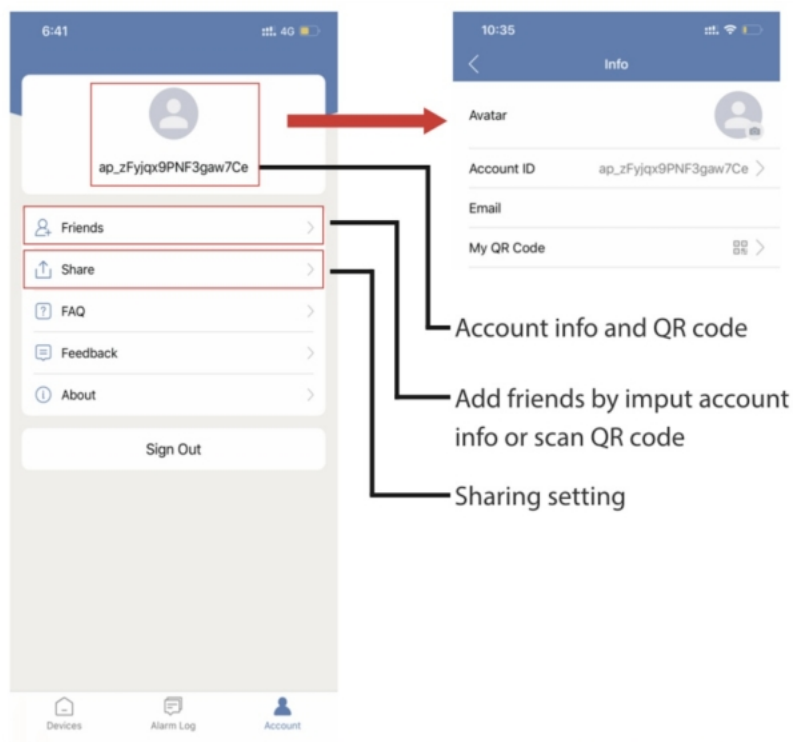 6:41
4G
ap_zFyjqx9PNF3gaw7Ce
Friends
Share
FAQ
Feedback
About
Sign Out
Devices
Alarm Log
Account
10:35
Info
Avatar
Account ID
ap_zFyjqx9PNF3gaw7Ce
Email
My QR Code
Account info and QR code
Add friends by imput account
info or scan QR code
Sharing setting